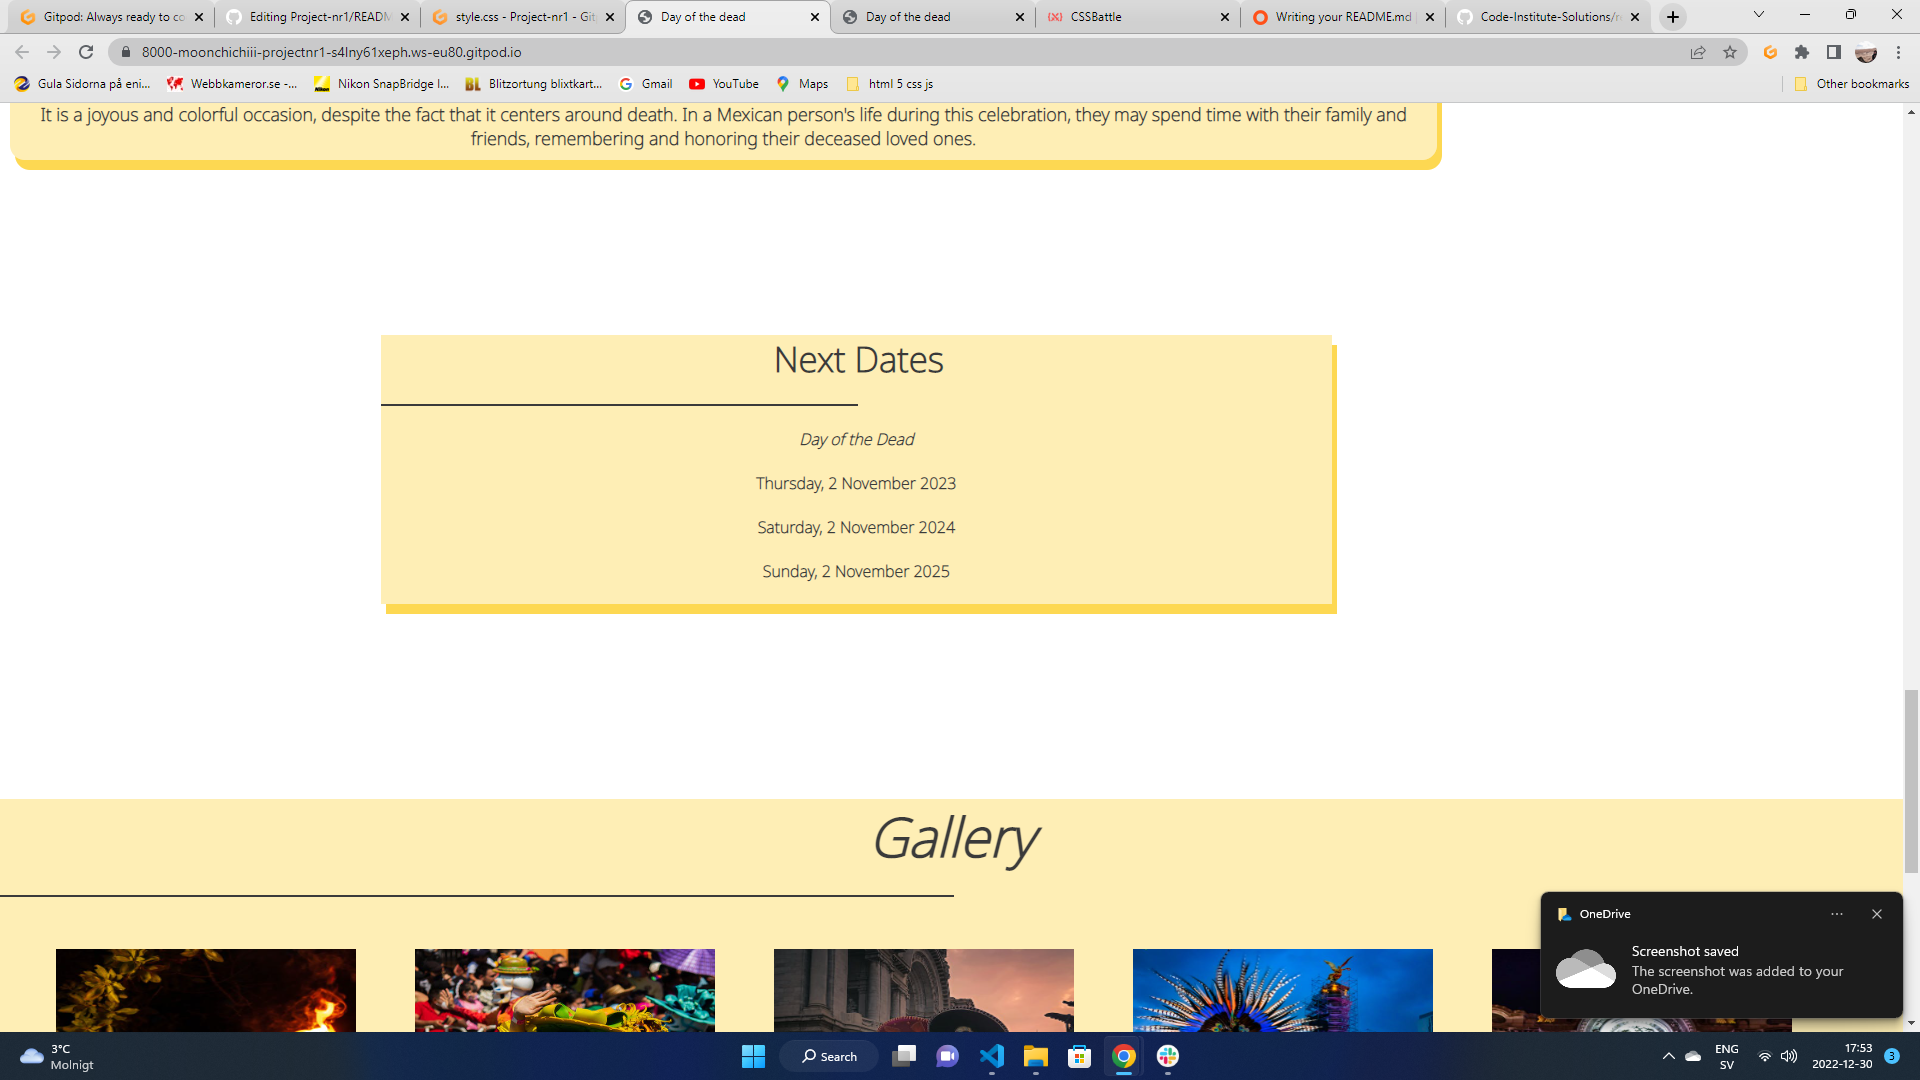 Gitpod: Always ready to co
Editing Project-nr1/READM
style.css - Project-nr1 - Git
Day of the dead
Day of the dead
CSSBattle
Writing your README.md
Code-Institute-Solutions/r
8000-moonchichiii-projectnr1-s4lny61xeph.ws-eu80.gitpod.io
Gula Sidorna på eni...
Webbkameror.se -...
Nikon SnapBridge I...
BL Blitzortung blixtkart...
Gmail
YouTube
Maps
html 5 css js
Other bookmarks
It is a joyous and colorful occasion, despite the fact that it centers around death. In a Mexican person's life during this celebration, they may spend time with their family and
friends, remembering and honoring their deceased loved ones.
Next Dates
Day of the Dead
Thursday, 2 November 2023
Saturday, 2 November 2024
Sunday, 2 November 2025
Gallery
OneDrive
Screenshot saved
The screenshot was added to your
OneDrive.
3°C
Molnigt
Search
ENG
SV
17:53
2022-12-30
3